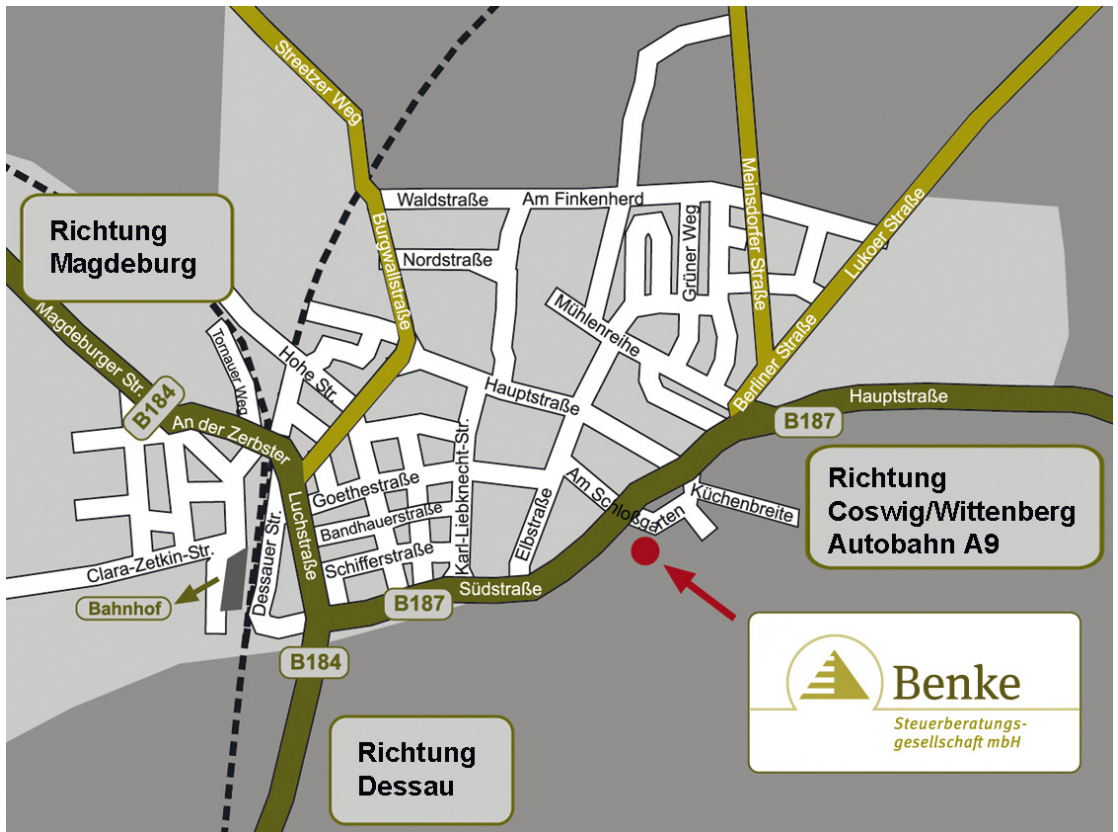 Streetzer Weg
Waldstraße
Am Finkenherd
Richtung
Magdeburg
Burgwallstraße
Nordstraße
Grüner Weg
Meinsdorfer Straße
Lukoer Straße
Magdeburger Str.
B184
Tornauer Weg
Hohe Str.
Mühlenreihe
Hauptstraße
Berliner Straße
B187
Hauptstraße
An der Zerbster
Karl-Liebknecht-Str.
Goethestraße
Bandhauerstraße
Schifferstraße
Luchstraße
Dessauer Str.
Am Schloßgarten
Küchenbreite
Elbstraße
Richtung
Coswig/Wittenberg
Autobahn A9
Clara-Zetkin-Str.
Bahnhof
B187
Südstraße
B184
Benke
Steuerberatungs-
gesellschaft mbH
Richtung
Dessau